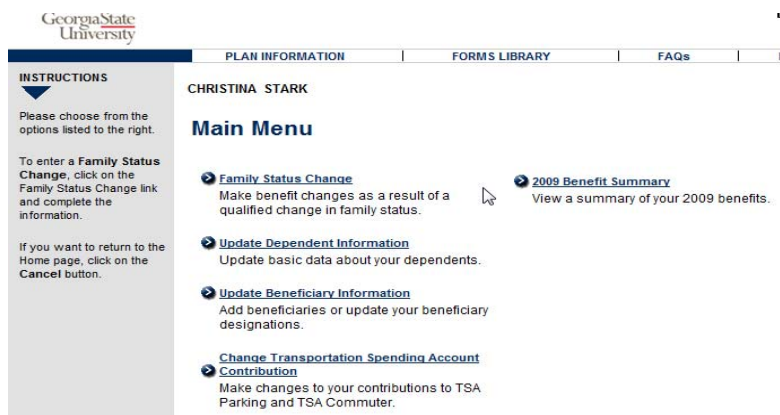 GeorgiaState
University
PLAN INFORMATION | FORMS LIBRARY | FAQs |
INSTRUCTIONS
Please choose from the
options listed to the right.
To enter a Family Status
Change, click on the
Family Status Change link
and complete the
information.
If you want to return to the
Home page, click on the
Cancel button.
CHRISTINA STARK
Main Menu
Family Status Change
Make benefit changes as a result of a
qualified change in family status.
Update Dependent Information
Update basic data about your dependents.
Update Beneficiary Information
Add beneficiaries or update your beneficiary
designations.
Change Transportation Spending Account
Contribution
Make changes to your contributions to TSA
Parking and TSA Commuter.
2009 Benefit Summary
View a summary of your 2009 benefits.